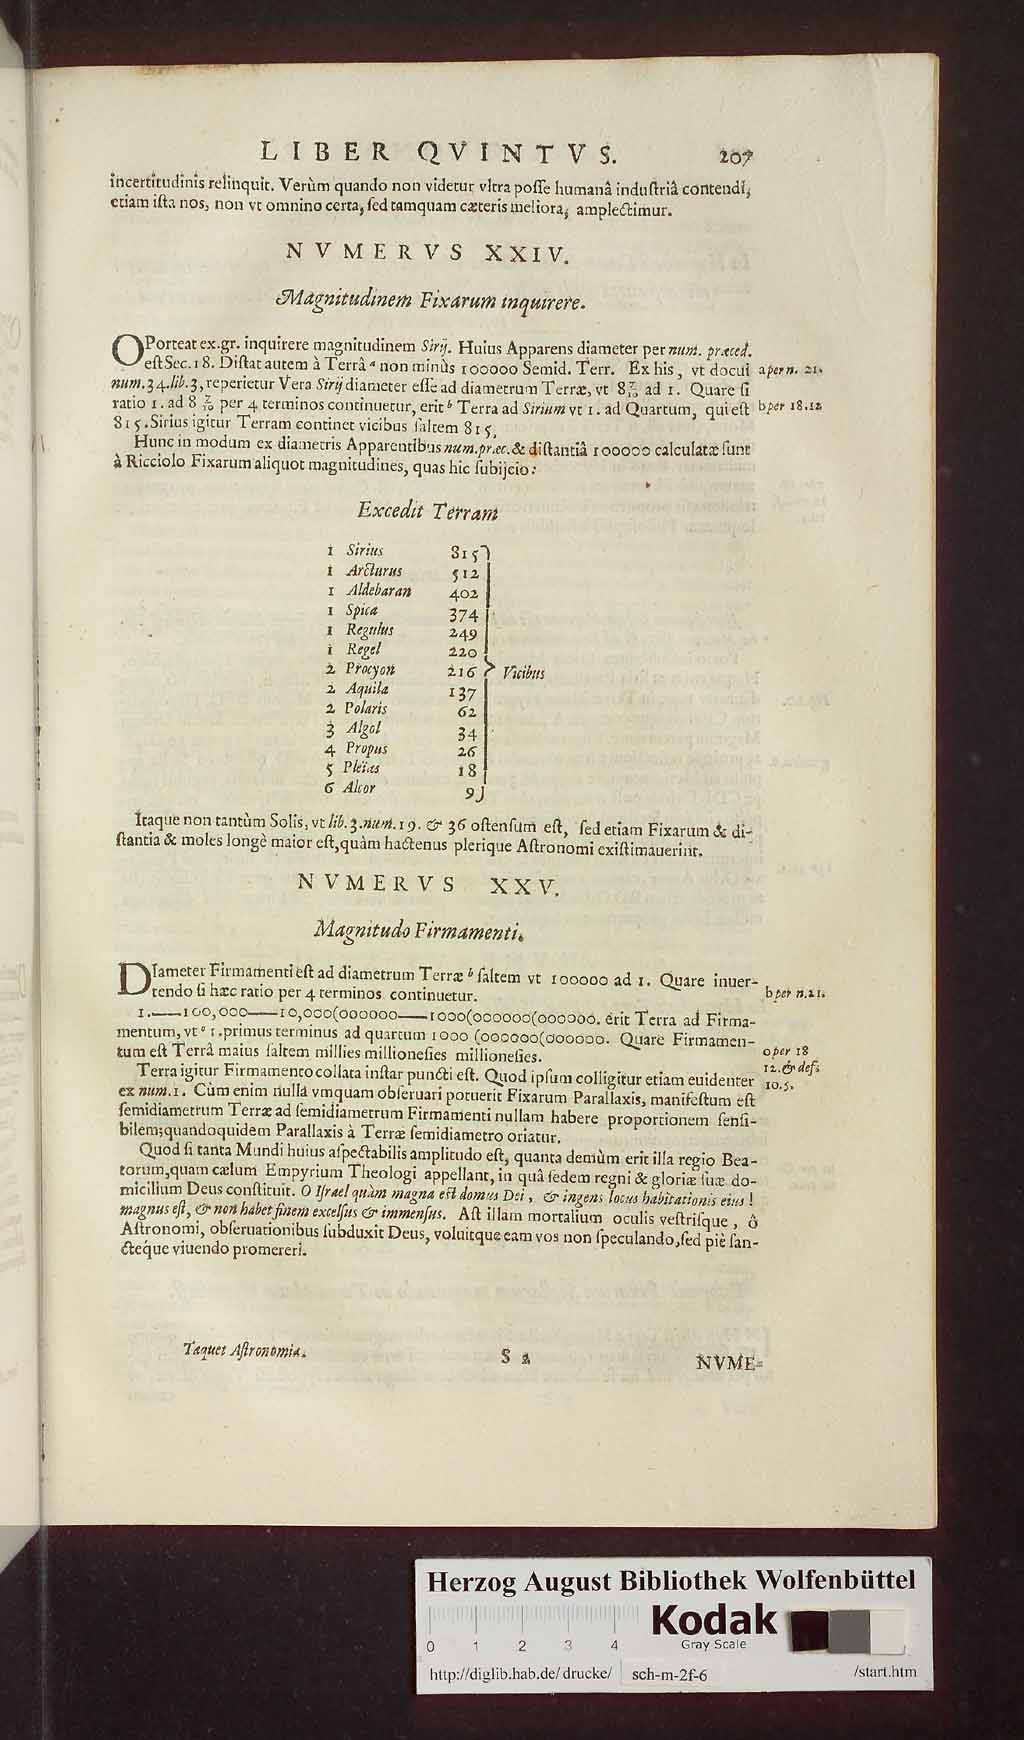 LIBER QVINTVS. 207
incertitudinis relinquit. Verùm quando non videtur vltra poſſe humanâ induſtriâ contendi,
etiam iſta nos, non vt omnino certa, ſed tamquam cæteris meliora, amplectimur.
NVMERVS XXIV.
Magnitudinem Fixarum inquirere.
OPorteat ex.gr. inquirere magnitudinem Sirij. Huius Apparens diameter per num. præced.
eſt Sec. 18. Diſtat autem à Terrâ a non minùs 100000 Semid. Terr. Ex his, vt docui
a per n. 21.
num.34.lib.3, reperietur Vera Sirij diameter eſſe ad diametrum Terræ, vt 8 7/10 ad 1. Quare ſi
ratio 1. ad 8 7/10 per 4 terminos continuetur, erit b Terra ad Sirium vt 1. ad Quartum, qui eſt
b per 18.12
815. Sirius igitur Terram continet vicibus ſaltem 815.
Hunc in modum ex diametris Apparentibus num.præc. & diſtantiâ 100000 calculatæ ſunt
à Ricciolo Fixarum aliquot magnitudines, quas hic ſubijcio:
Excedit Terram
1 Sirius 815
1 Arcturus 512
1 Aldebaran 402
1 Spica 374
1 Regulus 249
1 Regel 220
2 Procyon 216 Vicibus
2 Aquila 137
2 Polaris 62
3 Algol 34
4 Propus 26
5 Pleïas 18
6 Alcor 9
Itaque non tantùm Solis, vt lib.3.num.19. & 36 oſtenſum eſt, ſed etiam Fixarum & di-
ſtantia & moles longè maior eſt, quàm hactenus plerique Aſtronomi exiſtimauerint.
NVMERVS XXV.
Magnitudo Firmamenti.
DIameter Firmamenti eſt ad diametrum Terræ b ſaltem vt 100000 ad 1. Quare inuer-
b per n.21.
tendo ſi hæc ratio per 4 terminos continuetur.
1.——100,000——10,000(000000——1000(000000(000000. erit Terra ad Firma-
mentum, vt o 1. primus terminus ad quartum 1000 (000000(000000. Quare Firmamen-
tum eſt Terrâ maius ſaltem millies millioneſies millioneſies.
o per 18
12. & def.
10.5.
Terra igitur Firmamento collata inſtar puncti eſt. Quod ipſum colligitur etiam euidenter
ex num.1. Cùm enim nulla vmquam obſeruari potuerit Fixarum Parallaxis, manifeſtum eſt
ſemidiametrum Terræ ad ſemidiametrum Firmamenti nullam habere proportionem ſenſi-
bilem; quandoquidem Parallaxis à Terræ ſemidiametro oriatur.
Quod ſi tanta Mundi huius aſpectabilis amplitudo eſt, quanta demùm erit illa regio Bea-
torum, quam cælum Empyrium Theologi appellant, in quâ ſedem regni & gloriæ ſuæ do-
micilium Deus conſtituit. O Iſrael quàm magna eſt domus Dei, & ingens locus habitationis eius!
magnus eſt, & non habet finem excelſus & immenſus. Aſt illam mortalium oculis veſtriſque, ô
Aſtronomi, obſeruationibus ſubduxit Deus, voluitque eam vos non ſpeculando, ſed piè ſan-
cteque viuendo promereri.
Taquet Aſtronomia. S 2 NVME-
Herzog August Bibliothek Wolfenbüttel
Kodak
Gray Scale
0 1 2 3 4
http://diglib.hab.de/drucke/ sch-m-2f-6 /start.htm